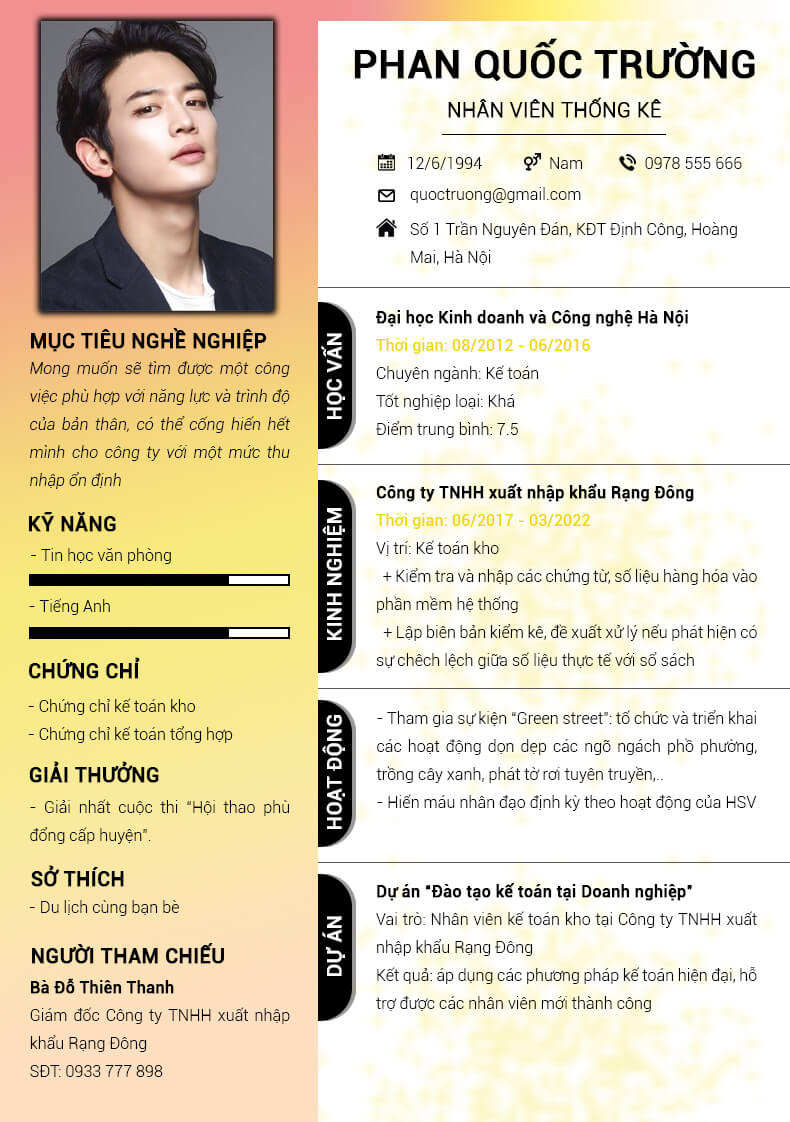 PHAN QUỐC TRƯỜNG
NHÂN VIÊN THỐNG KÊ
12/6/1994 Nam 0978 555 666
quoctruong@gmail.com
Số 1 Trần Nguyên Đán, KĐT Định Công, Hoàng
Mai, Hà Nội
MỤC TIÊU NGHỀ NGHIỆP
Mong muốn sẽ tìm được một công
việc phù hợp với năng lực và trình độ
của bản thân, có thể cống hiến hết
mình cho công ty với một mức thu
nhập ổn định
KỸ NĂNG
- Tin học văn phòng
- Tiếng Anh
CHỨNG CHỈ
- Chứng chỉ kế toán kho
- Chứng chỉ kế toán tổng hợp
GIẢI THƯỞNG
- Giải nhất cuộc thi “Hội thao phù
đổng cấp huyện”.
SỞ THÍCH
- Du lịch cùng bạn bè
NGƯỜI THAM CHIẾU
Bà Đỗ Thiên Thanh
Giám đốc Công ty TNHH xuất nhập
khẩu Rạng Đông
SĐT: 0933 777 898
HỌC VẤN
Đại học Kinh doanh và Công nghệ Hà Nội
Thời gian: 08/2012 - 06/2016
Chuyên ngành: Kế toán
Tốt nghiệp loại: Khá
Điểm trung bình: 7.5
KINH NGHIỆM
Công ty TNHH xuất nhập khẩu Rạng Đông
Thời gian: 06/2017 - 03/2022
Vị trí: Kế toán kho
+ Kiểm tra và nhập các chứng từ, số liệu hàng hóa vào
phần mềm hệ thống
+ Lập biên bản kiểm kê, đề xuất xử lý nếu phát hiện có
sự chêch lệch giữa số liệu thực tế với sổ sách
HOẠT ĐỘNG
- Tham gia sự kiện “Green street”: tổ chức và triển khai
các hoạt động dọn dẹp các ngõ ngách phồ phường,
trồng cây xanh, phát tờ rơi tuyên truyền,..
- Hiến máu nhân đạo định kỳ theo hoạt động của HSV
DỰ ÁN
Dự án “Đào tạo kế toán tại Doanh nghiệp”
Vai trò: Nhân viên kế toán kho tại Công ty TNHH xuất
nhập khẩu Rạng Đông
Kết quả: áp dụng các phương pháp kế toán hiện đại, hỗ
trợ được các nhân viên mới thành công